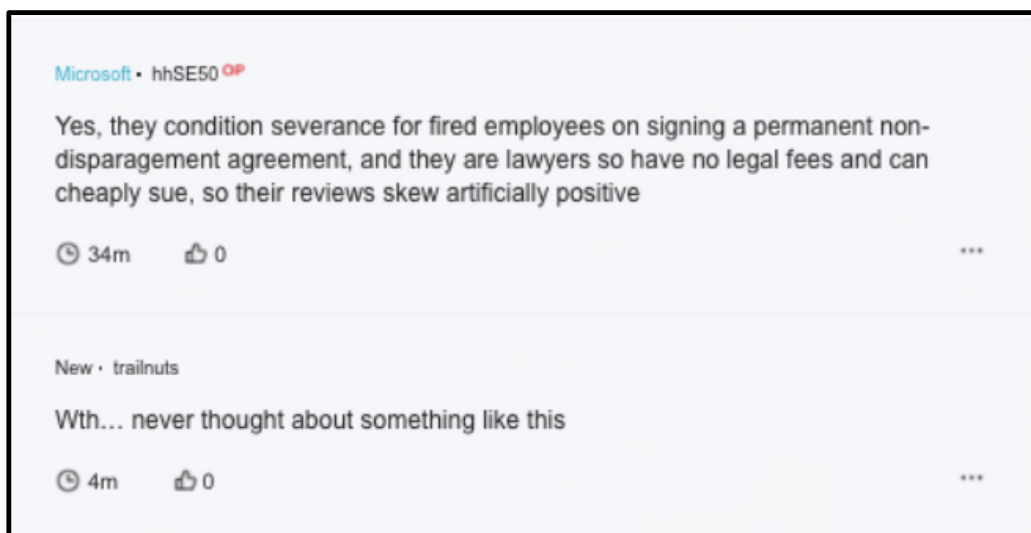 Microsoft • hhSE50 OP
Yes, they condition severance for fired employees on signing a permanent non-
disparagement agreement, and they are lawyers so have no legal fees and can
cheaply sue, so their reviews skew artificially positive
34m 0 ...
New • trailnuts
Wth... never thought about something like this
4m 0 ...